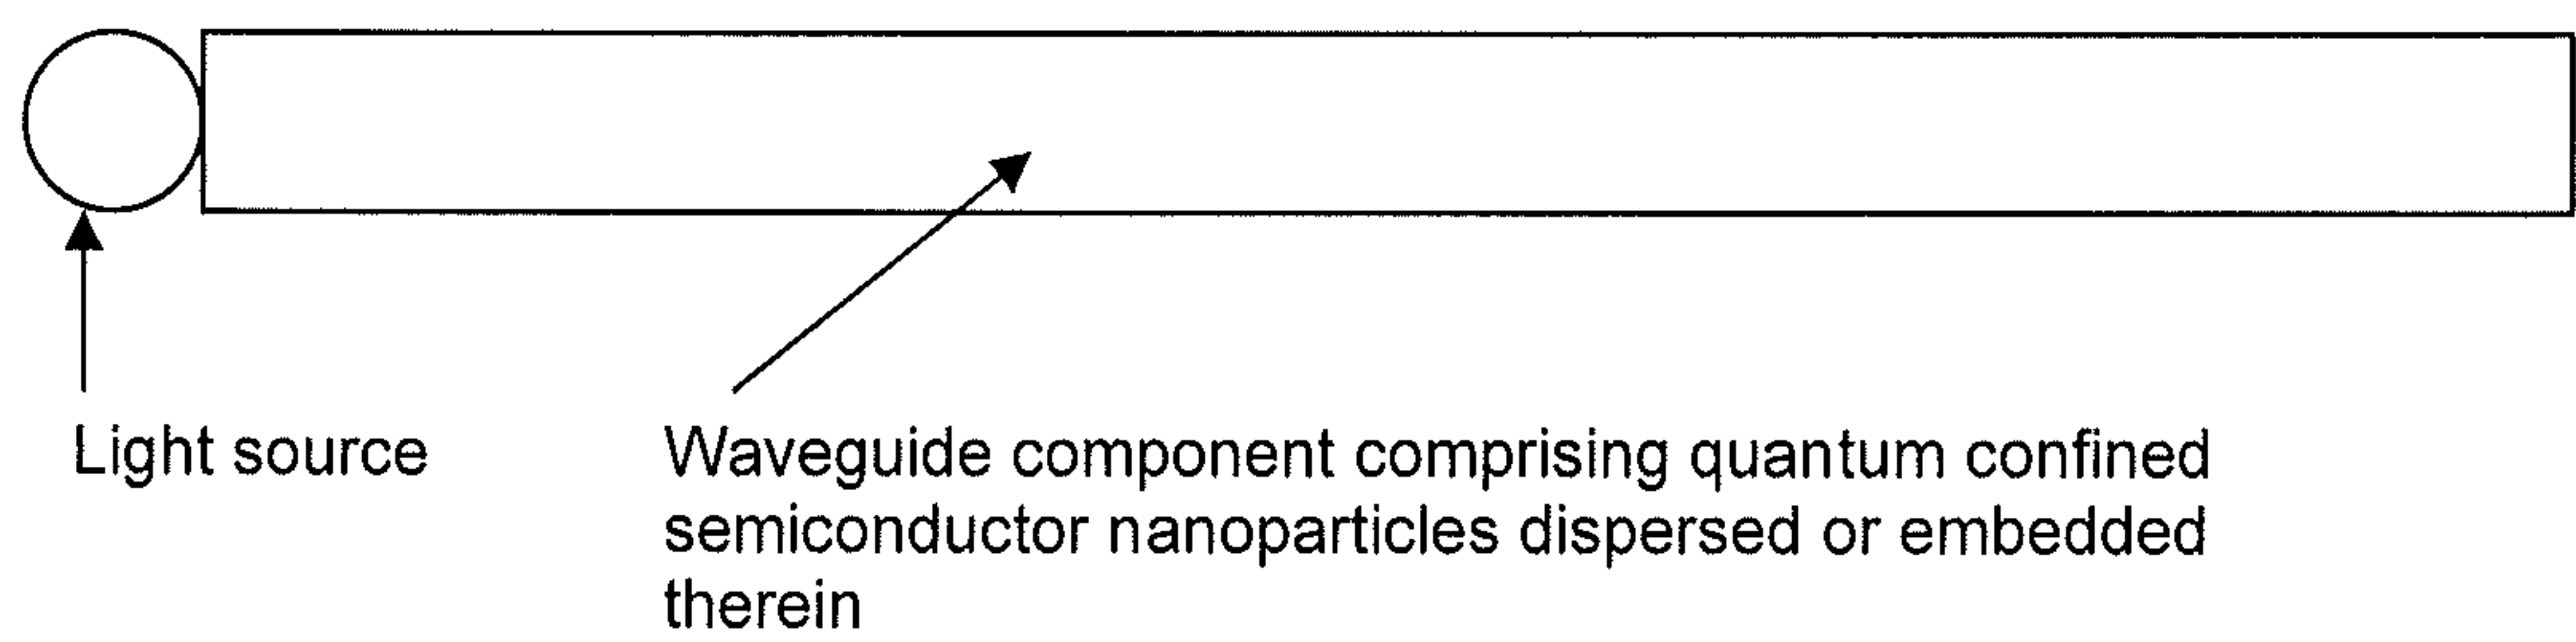 Light source
Waveguide component comprising quantum confined
semiconductor nanoparticles dispersed or embedded
therein